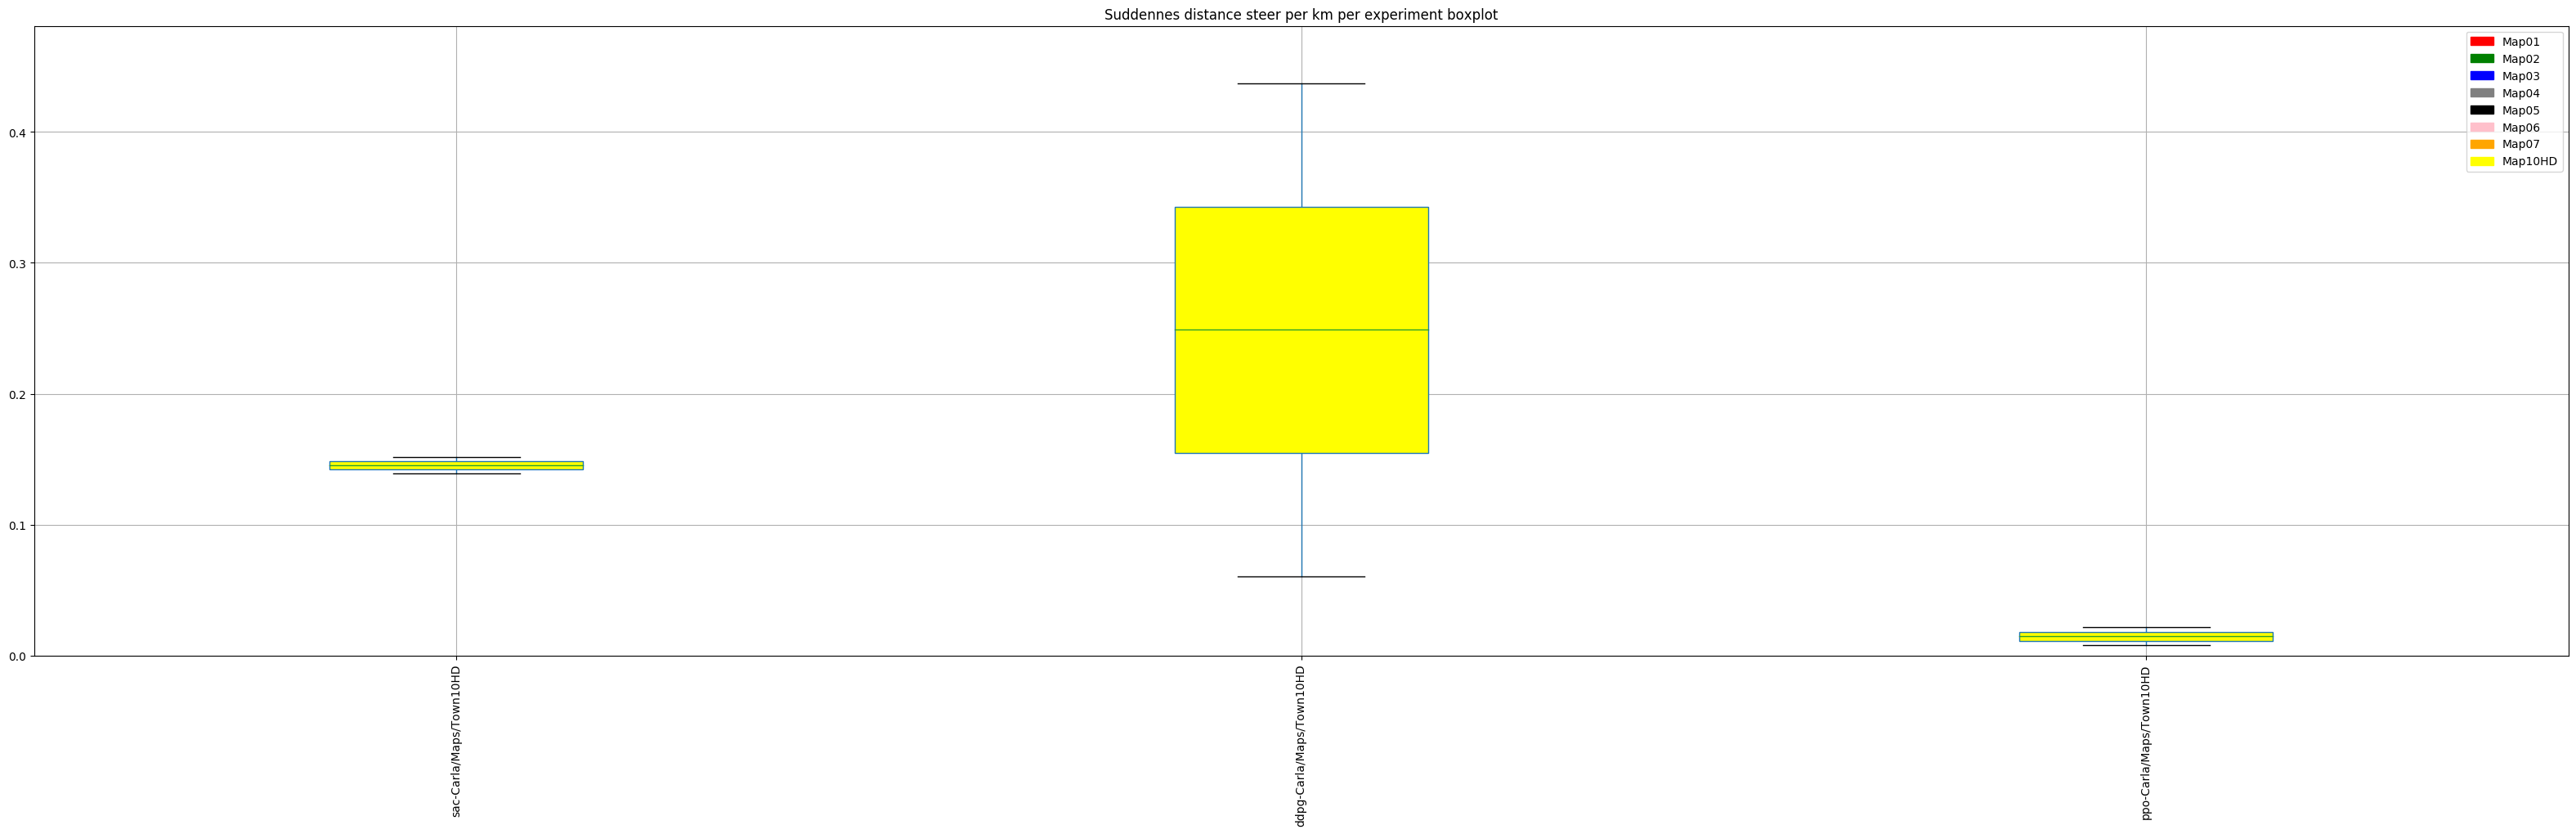 Suddennes distance steer per km per experiment boxplot
Map01
Map02
Map03
Map04
Map05
Map06
Map07
Map10HD
0.4
0.3
0.2
0.1
0.0
sac-Carla/Maps/Town10HD
ddpg-Carla/Maps/Town10HD
ppo-Carla/Maps/Town10HD